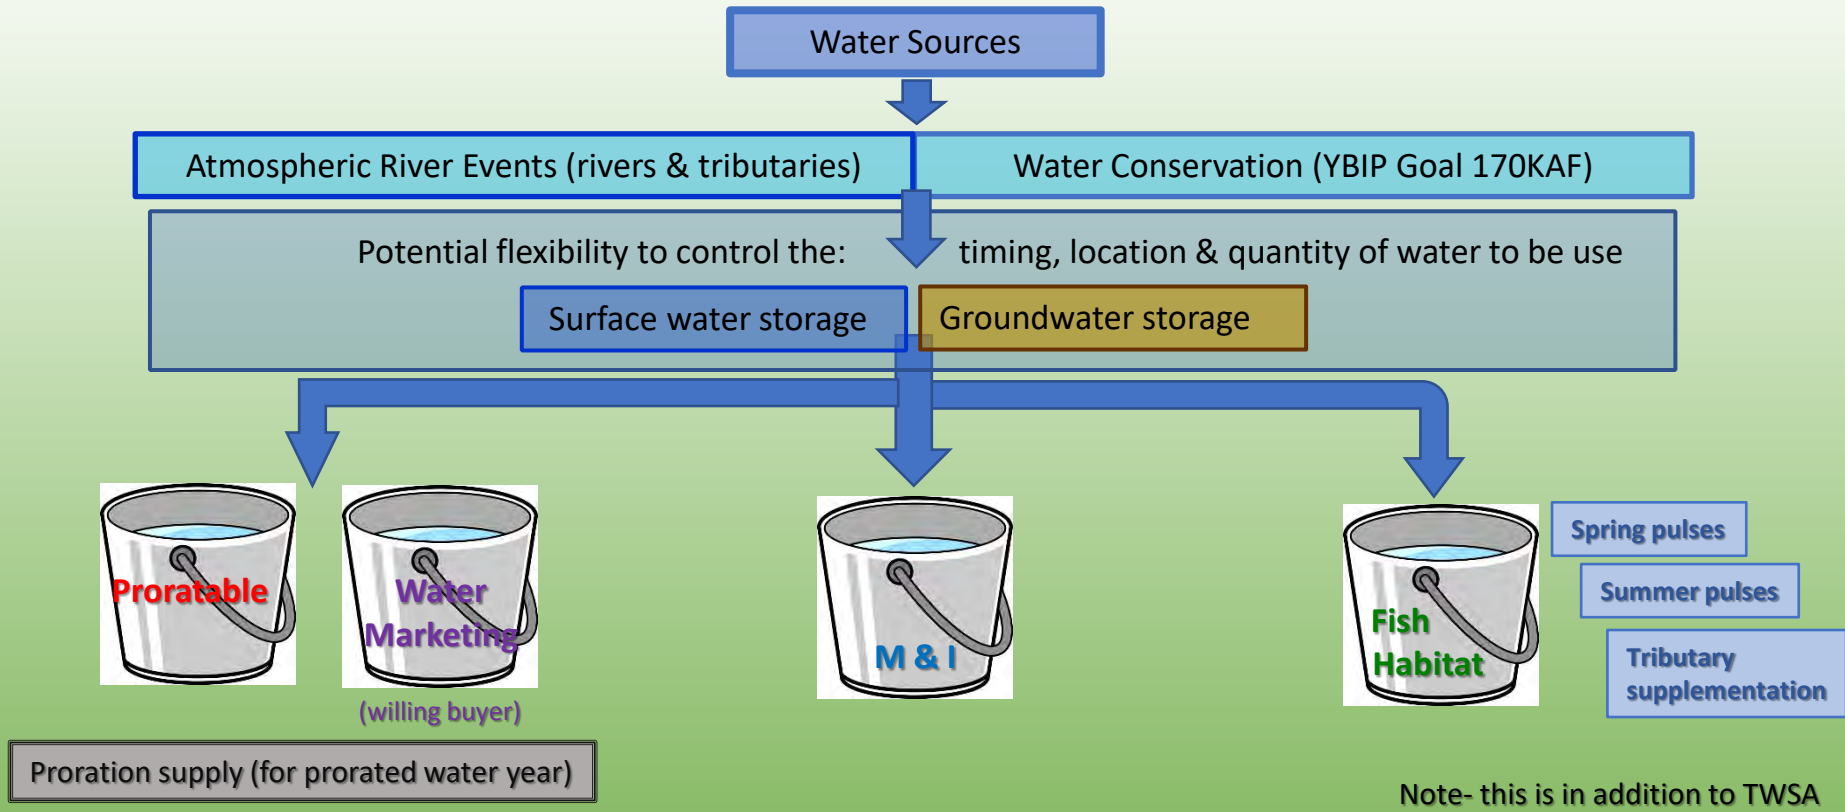 Water Sources
Atmospheric River Events (rivers & tributaries)
Water Conservation (YBIP Goal 170KAF)
Potential flexibility to control the: timing, location & quantity of water to be use
Surface water storage
Groundwater storage
Proratable
Water
Marketing
(willing buyer)
M & I
Fish
Habitat
Spring pulses
Summer pulses
Tributary
supplementation
Proration supply (for prorated water year)
Note- this is in addition to TWSA